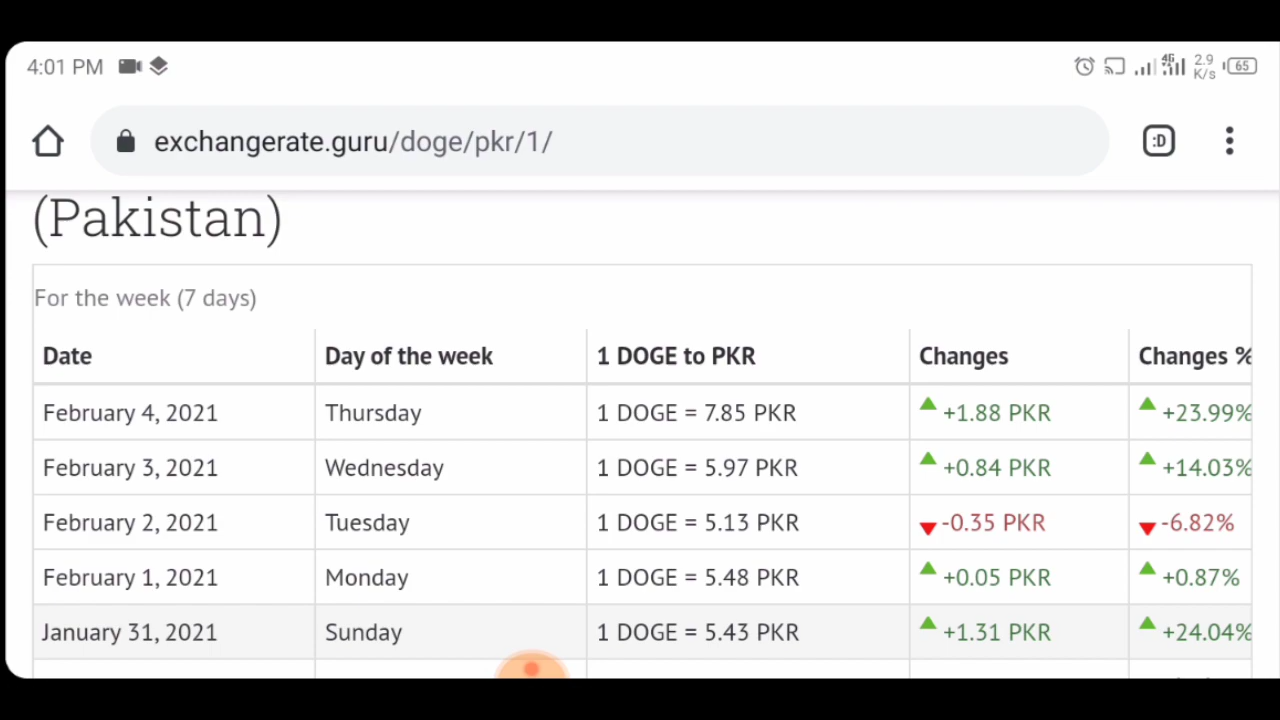 4:01 PM 4G 2.9 K/s 65
exchangerate.guru/doge/pkr/1/ :D
(Pakistan)
For the week (7 days)
Date Day of the week 1 DOGE to PKR Changes Changes %
February 4, 2021 Thursday 1 DOGE = 7.85 PKR +1.88 PKR +23.99%
February 3, 2021 Wednesday 1 DOGE = 5.97 PKR +0.84 PKR +14.03%
February 2, 2021 Tuesday 1 DOGE = 5.13 PKR -0.35 PKR -6.82%
February 1, 2021 Monday 1 DOGE = 5.48 PKR +0.05 PKR +0.87%
January 31, 2021 Sunday 1 DOGE = 5.43 PKR +1.31 PKR +24.04%